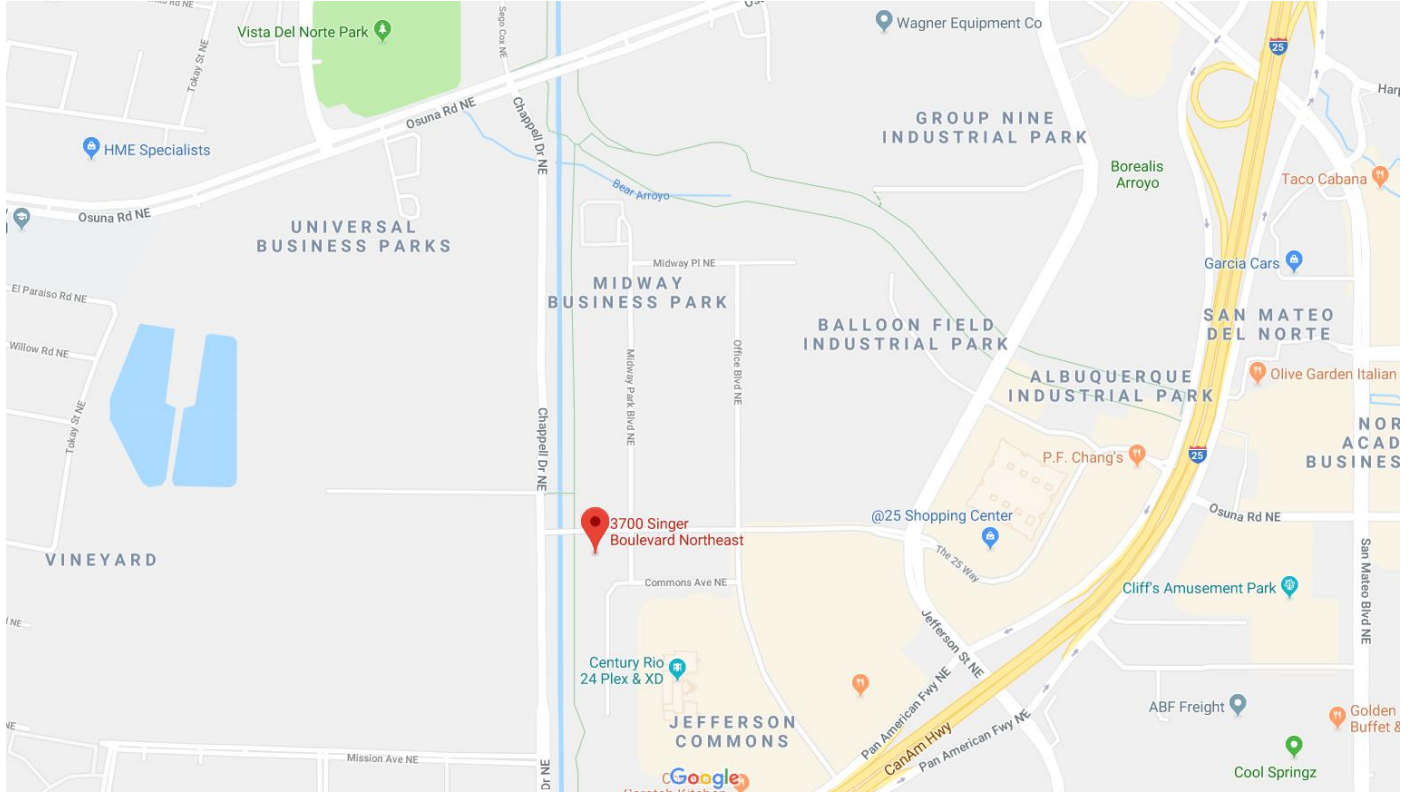 Vista Del Norte Park
Sego Cox NE
Wagner Equipment Co
25
Tokay St NE
Osuna Rd NE
Chappell Dr NE
GROUP NINE
INDUSTRIAL PARK
HME Specialists
Borealis
Arroyo
Taco Cabana
Bear Arroyo
Osuna Rd NE
UNIVERSAL
BUSINESS PARKS
Midway Pl NE
Garcia Cars
El Paraiso Rd NE
MIDWAY
BUSINESS PARK
BALLOON FIELD
INDUSTRIAL PARK
SAN MATEO
DEL NORTE
Willow Rd NE
Midway Park Blvd NE
Office Blvd NE
ALBUQUERQUE
INDUSTRIAL PARK
Olive Garden Italian
Tokay St NE
Chappell Dr NE
NOR
ACAD
BUSINES
P.F. Chang's
25
@25 Shopping Center
Osuna Rd NE
3700 Singer
Boulevard Northeast
The 25 Way
VINEYARD
Commons Ave NE
Cliff's Amusement Park
San Mateo Blvd NE
NE
Jefferson St NE
Century Rio
24 Plex & XD
Pan American Fwy NE
ABF Freight
Golden
Buffet &
JEFFERSON
COMMONS
CanAm Hwy
Pan American Fwy NE
Mission Ave NE
Dr NE
Cool Springz
Google